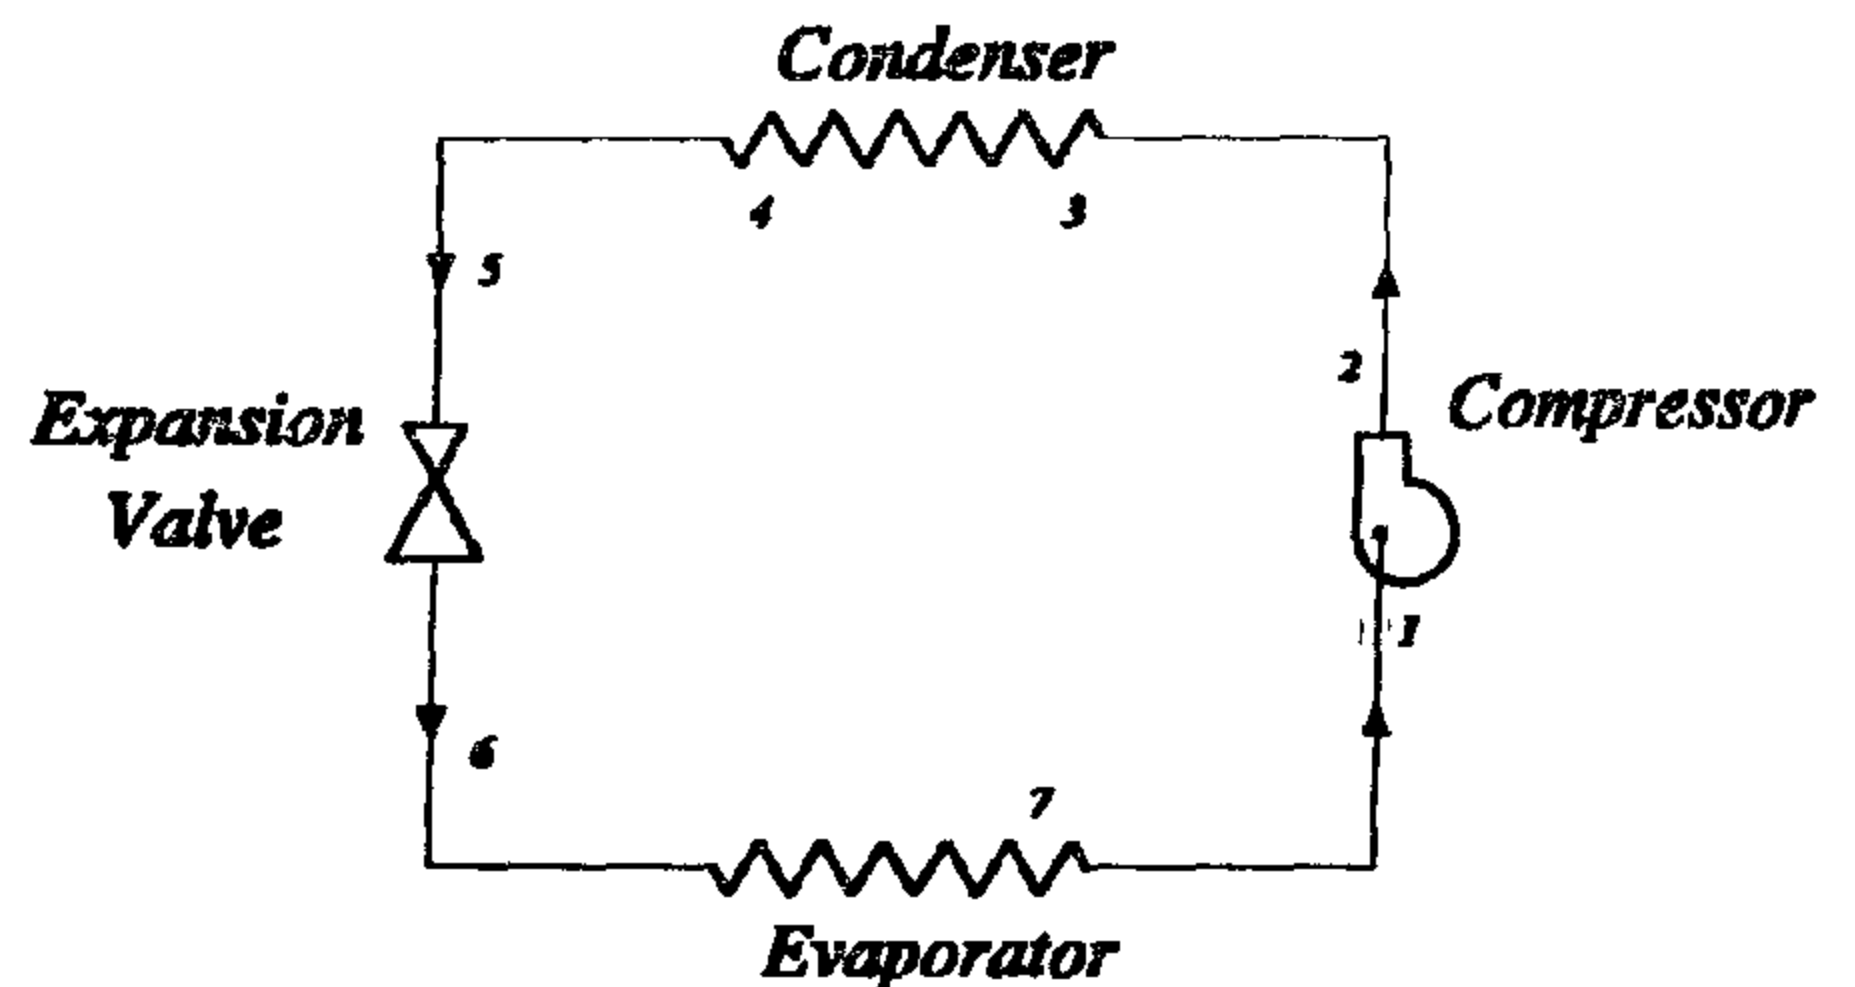 Condenser
4
3
5
2
Expansion
Valve
Compressor
1
6
7
Evaporator